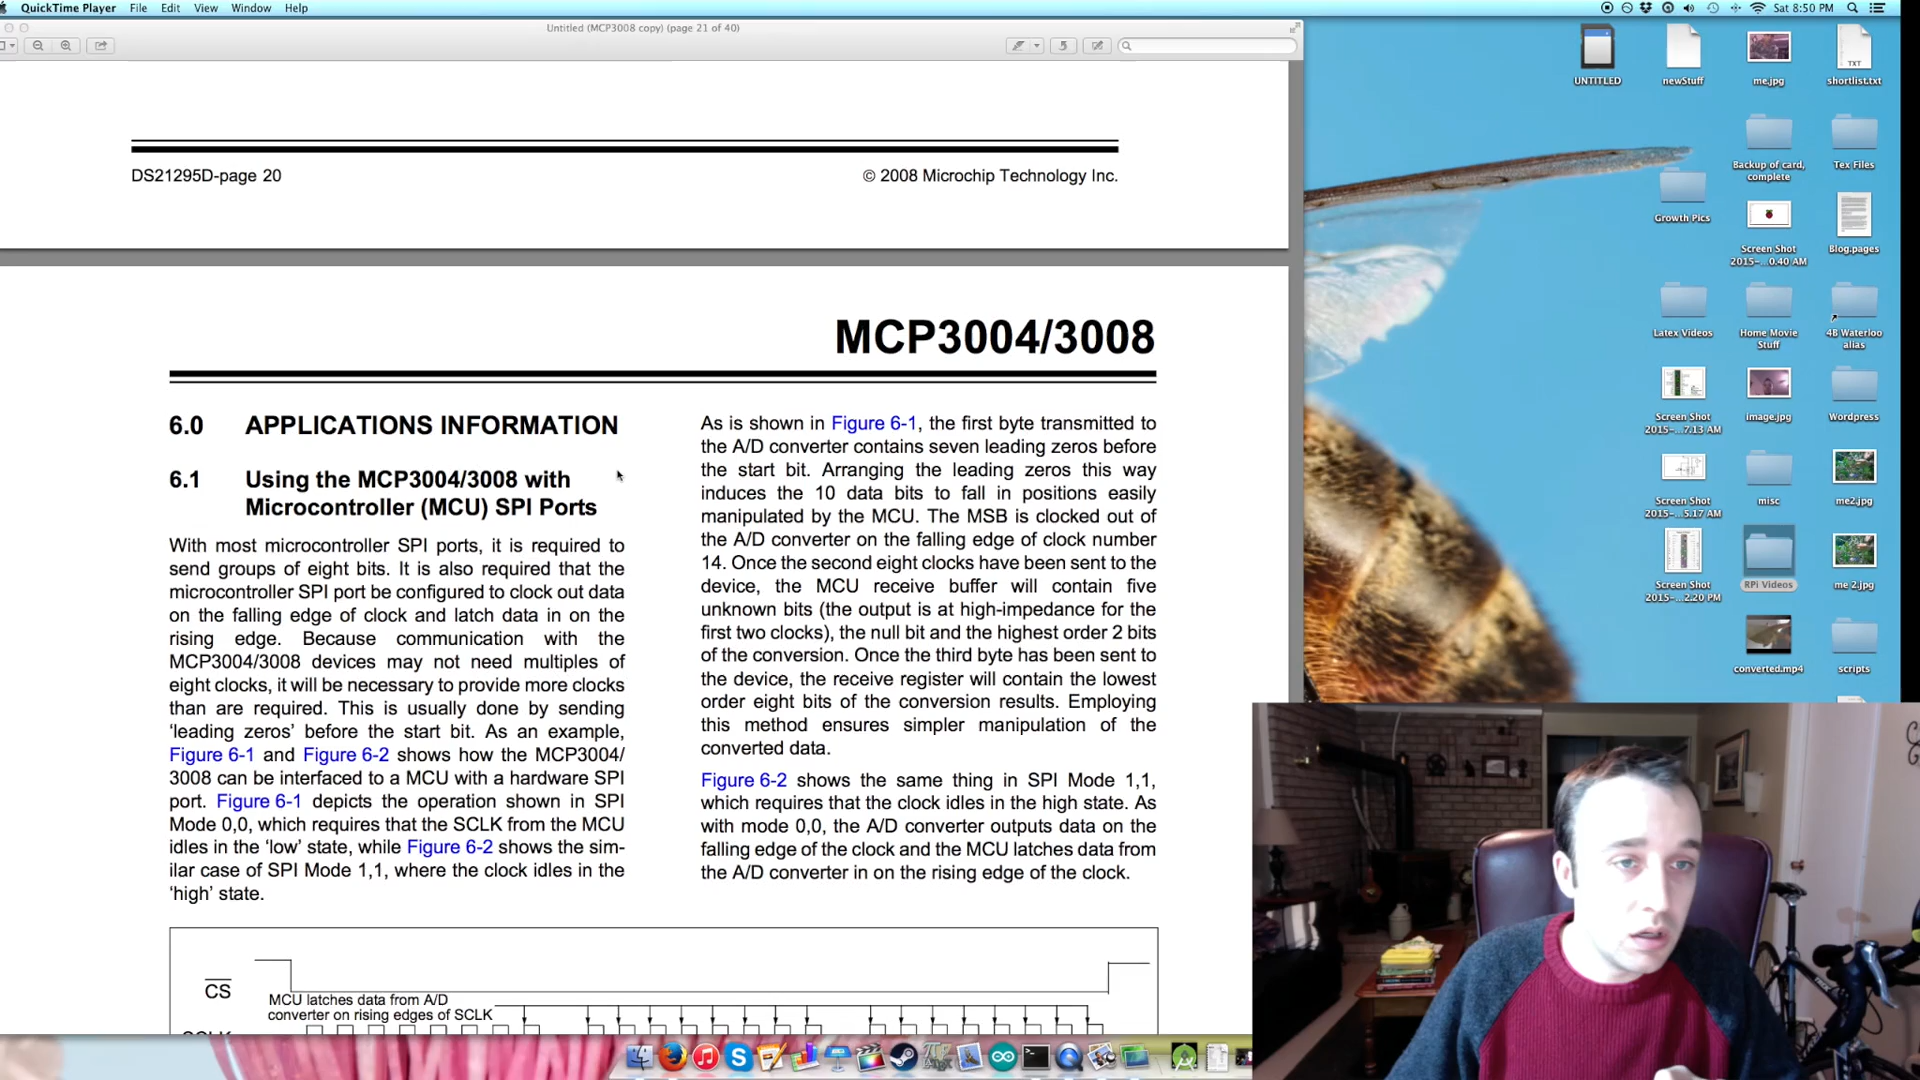 QuickTime Player File Edit View Window Help
Sat 8:50 PM
Untitled (MCP3008 copy) (page 21 of 40)
DS21295D-page 20
© 2008 Microchip Technology Inc.
MCP3004/3008
6.0 APPLICATIONS INFORMATION
6.1 Using the MCP3004/3008 with
Microcontroller (MCU) SPI Ports
With most microcontroller SPI ports, it is required to
send groups of eight bits. It is also required that the
microcontroller SPI port be configured to clock out data
on the falling edge of clock and latch data in on the
rising edge. Because communication with the
MCP3004/3008 devices may not need multiples of
eight clocks, it will be necessary to provide more clocks
than are required. This is usually done by sending
‘leading zeros’ before the start bit. As an example,
Figure 6-1 and Figure 6-2 shows how the MCP3004/
3008 can be interfaced to a MCU with a hardware SPI
port. Figure 6-1 depicts the operation shown in SPI
Mode 0,0, which requires that the SCLK from the MCU
idles in the ‘low’ state, while Figure 6-2 shows the sim-
ilar case of SPI Mode 1,1, where the clock idles in the
‘high’ state.
As is shown in Figure 6-1, the first byte transmitted to
the A/D converter contains seven leading zeros before
the start bit. Arranging the leading zeros this way
induces the 10 data bits to fall in positions easily
manipulated by the MCU. The MSB is clocked out of
the A/D converter on the falling edge of clock number
14. Once the second eight clocks have been sent to the
device, the MCU receive buffer will contain five
unknown bits (the output is at high-impedance for the
first two clocks), the null bit and the highest order 2 bits
of the conversion. Once the third byte has been sent to
the device, the receive register will contain the lowest
order eight bits of the conversion results. Employing
this method ensures simpler manipulation of the
converted data.
Figure 6-2 shows the same thing in SPI Mode 1,1,
which requires that the clock idles in the high state. As
with mode 0,0, the A/D converter outputs data on the
falling edge of the clock and the MCU latches data from
the A/D converter in on the rising edge of the clock.
CS
MCU latches data from A/D
converter on rising edges of SCLK
SCLK
UNTITLED
newStuff
me.jpg
TXT
shortlist.txt
Backup of card,
complete
Tex Files
Growth Pics
Screen Shot
2015-...0.40 AM
Blog.pages
Latex Videos
Home Movie
Stuff
4B Waterloo
alias
Screen Shot
2015-...7.13 AM
image.jpg
Wordpress
Screen Shot
2015-...5.17 AM
misc
me2.jpg
Screen Shot
2015-...2.20 PM
RPi Videos
me 2.jpg
converted.mp4
scripts